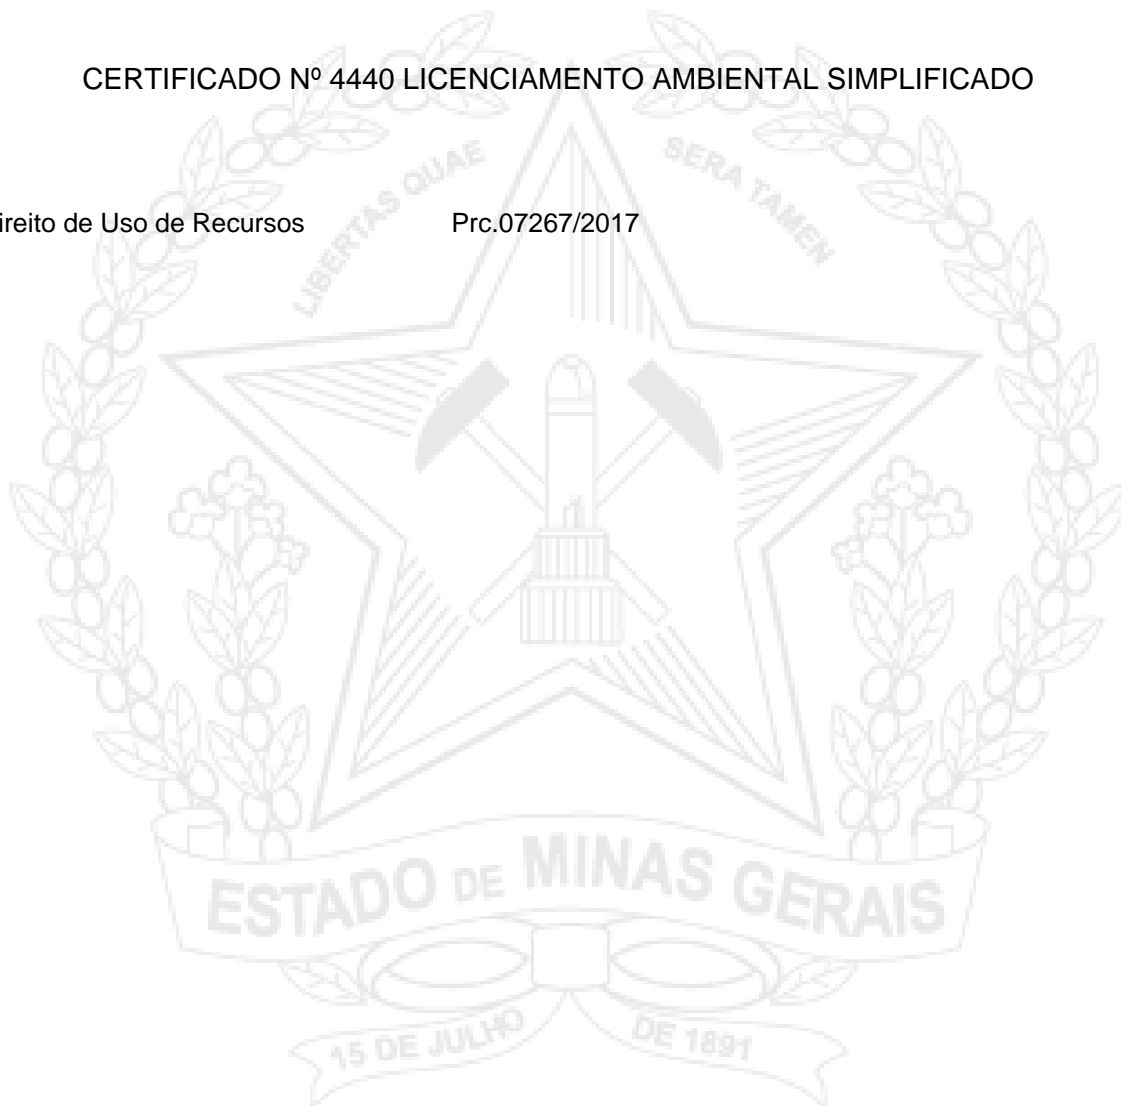 CERTIFICADO Nº 4440 LICENCIAMENTO AMBIENTAL SIMPLIFICADO
LIBERTAS QUAE SERA TAMEN
ireito de Uso de Recursos Prc.07267/2017
ESTADO DE MINAS GERAIS
15 DE JULHO DE 1891